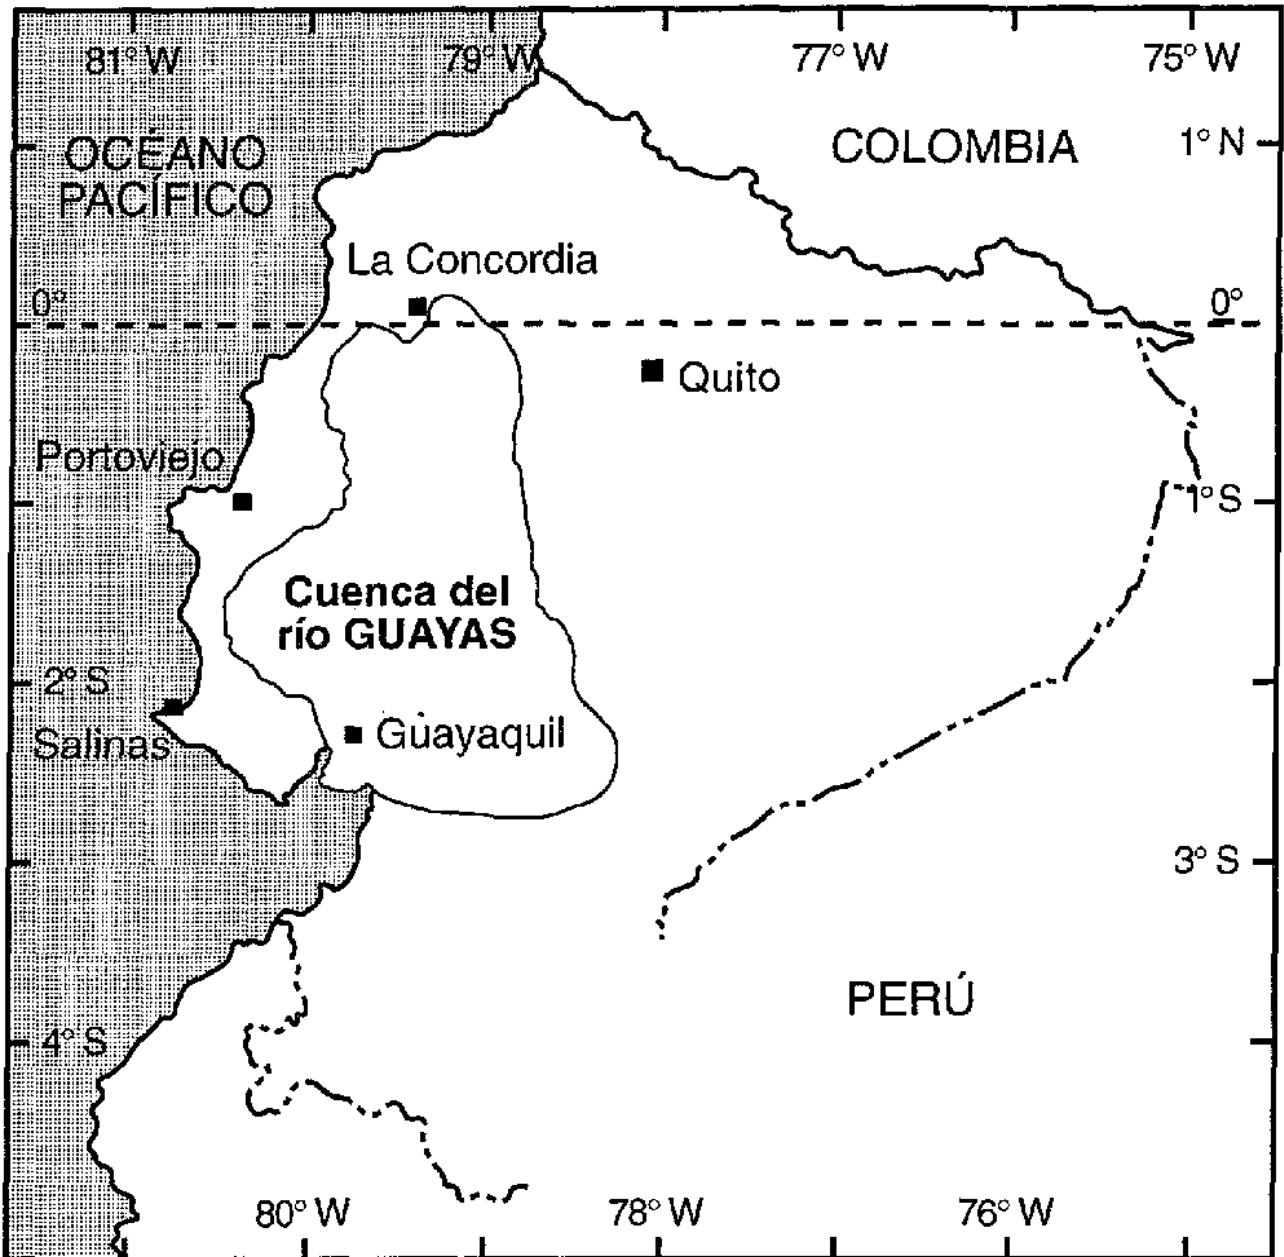 81° W
79° W
77° W
75° W
OCÉANO
PACÍFICO
COLOMBIA
1° N
La Concordia
0°
0°
Quito
Portoviejo
1° S
Cuenca del
río GUAYAS
2° S
Salinas
Guayaquil
3° S
PERÚ
4° S
80° W
78° W
76° W